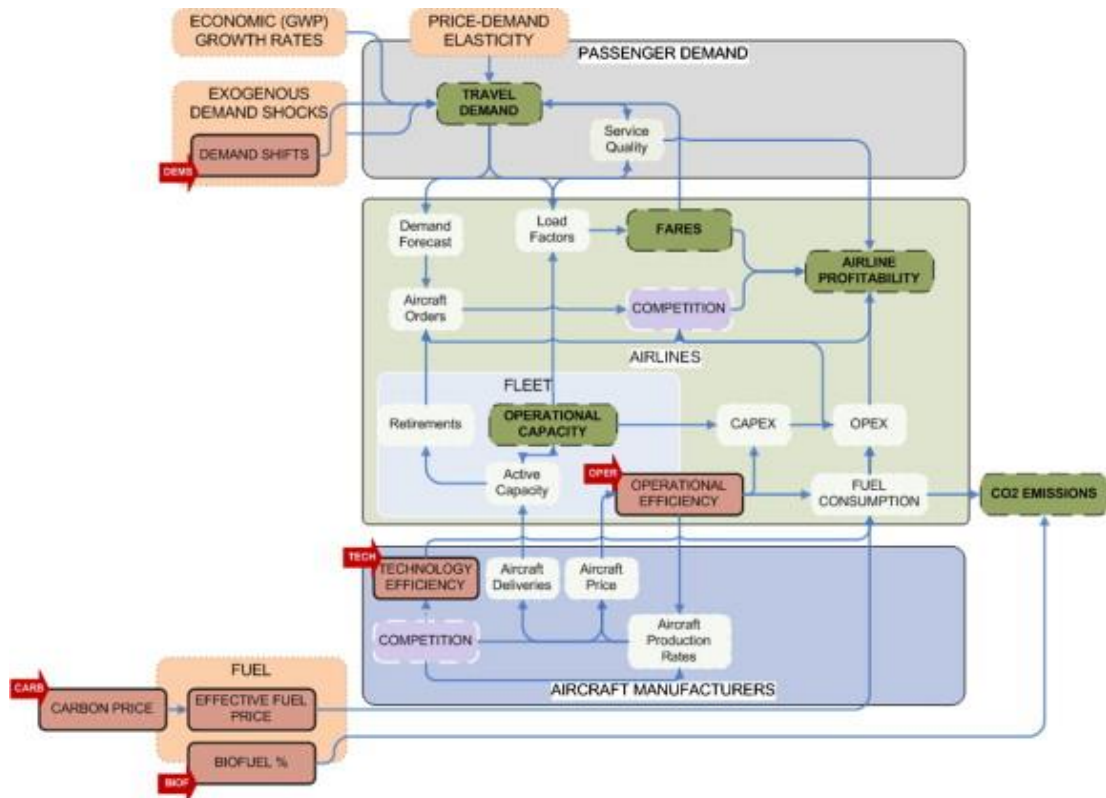 ECONOMIC (GWP)
GROWTH RATES
PRICE-DEMAND
ELASTICITY
PASSENGER DEMAND
EXOGENOUS
DEMAND SHOCKS
TRAVEL
DEMAND
DEMAND SHIFTS
DEMS
Service
Quality
Demand
Forecast
Load
Factors
FARES
AIRLINE
PROFITABILITY
Aircraft
Orders
COMPETITION
AIRLINES
FLEET
Retirements
OPERATIONAL
CAPACITY
CAPEX
OPEX
Active
Capacity
OPER
OPERATIONAL
EFFICIENCY
FUEL
CONSUMPTION
CO2 EMISSIONS
TECH
TECHNOLOGY
EFFICIENCY
Aircraft
Deliveries
Aircraft
Price
COMPETITION
Aircraft
Production
Rates
AIRCRAFT MANUFACTURERS
FUEL
CARB
CARBON PRICE
EFFECTIVE FUEL
PRICE
BIOFUEL %
BIOF